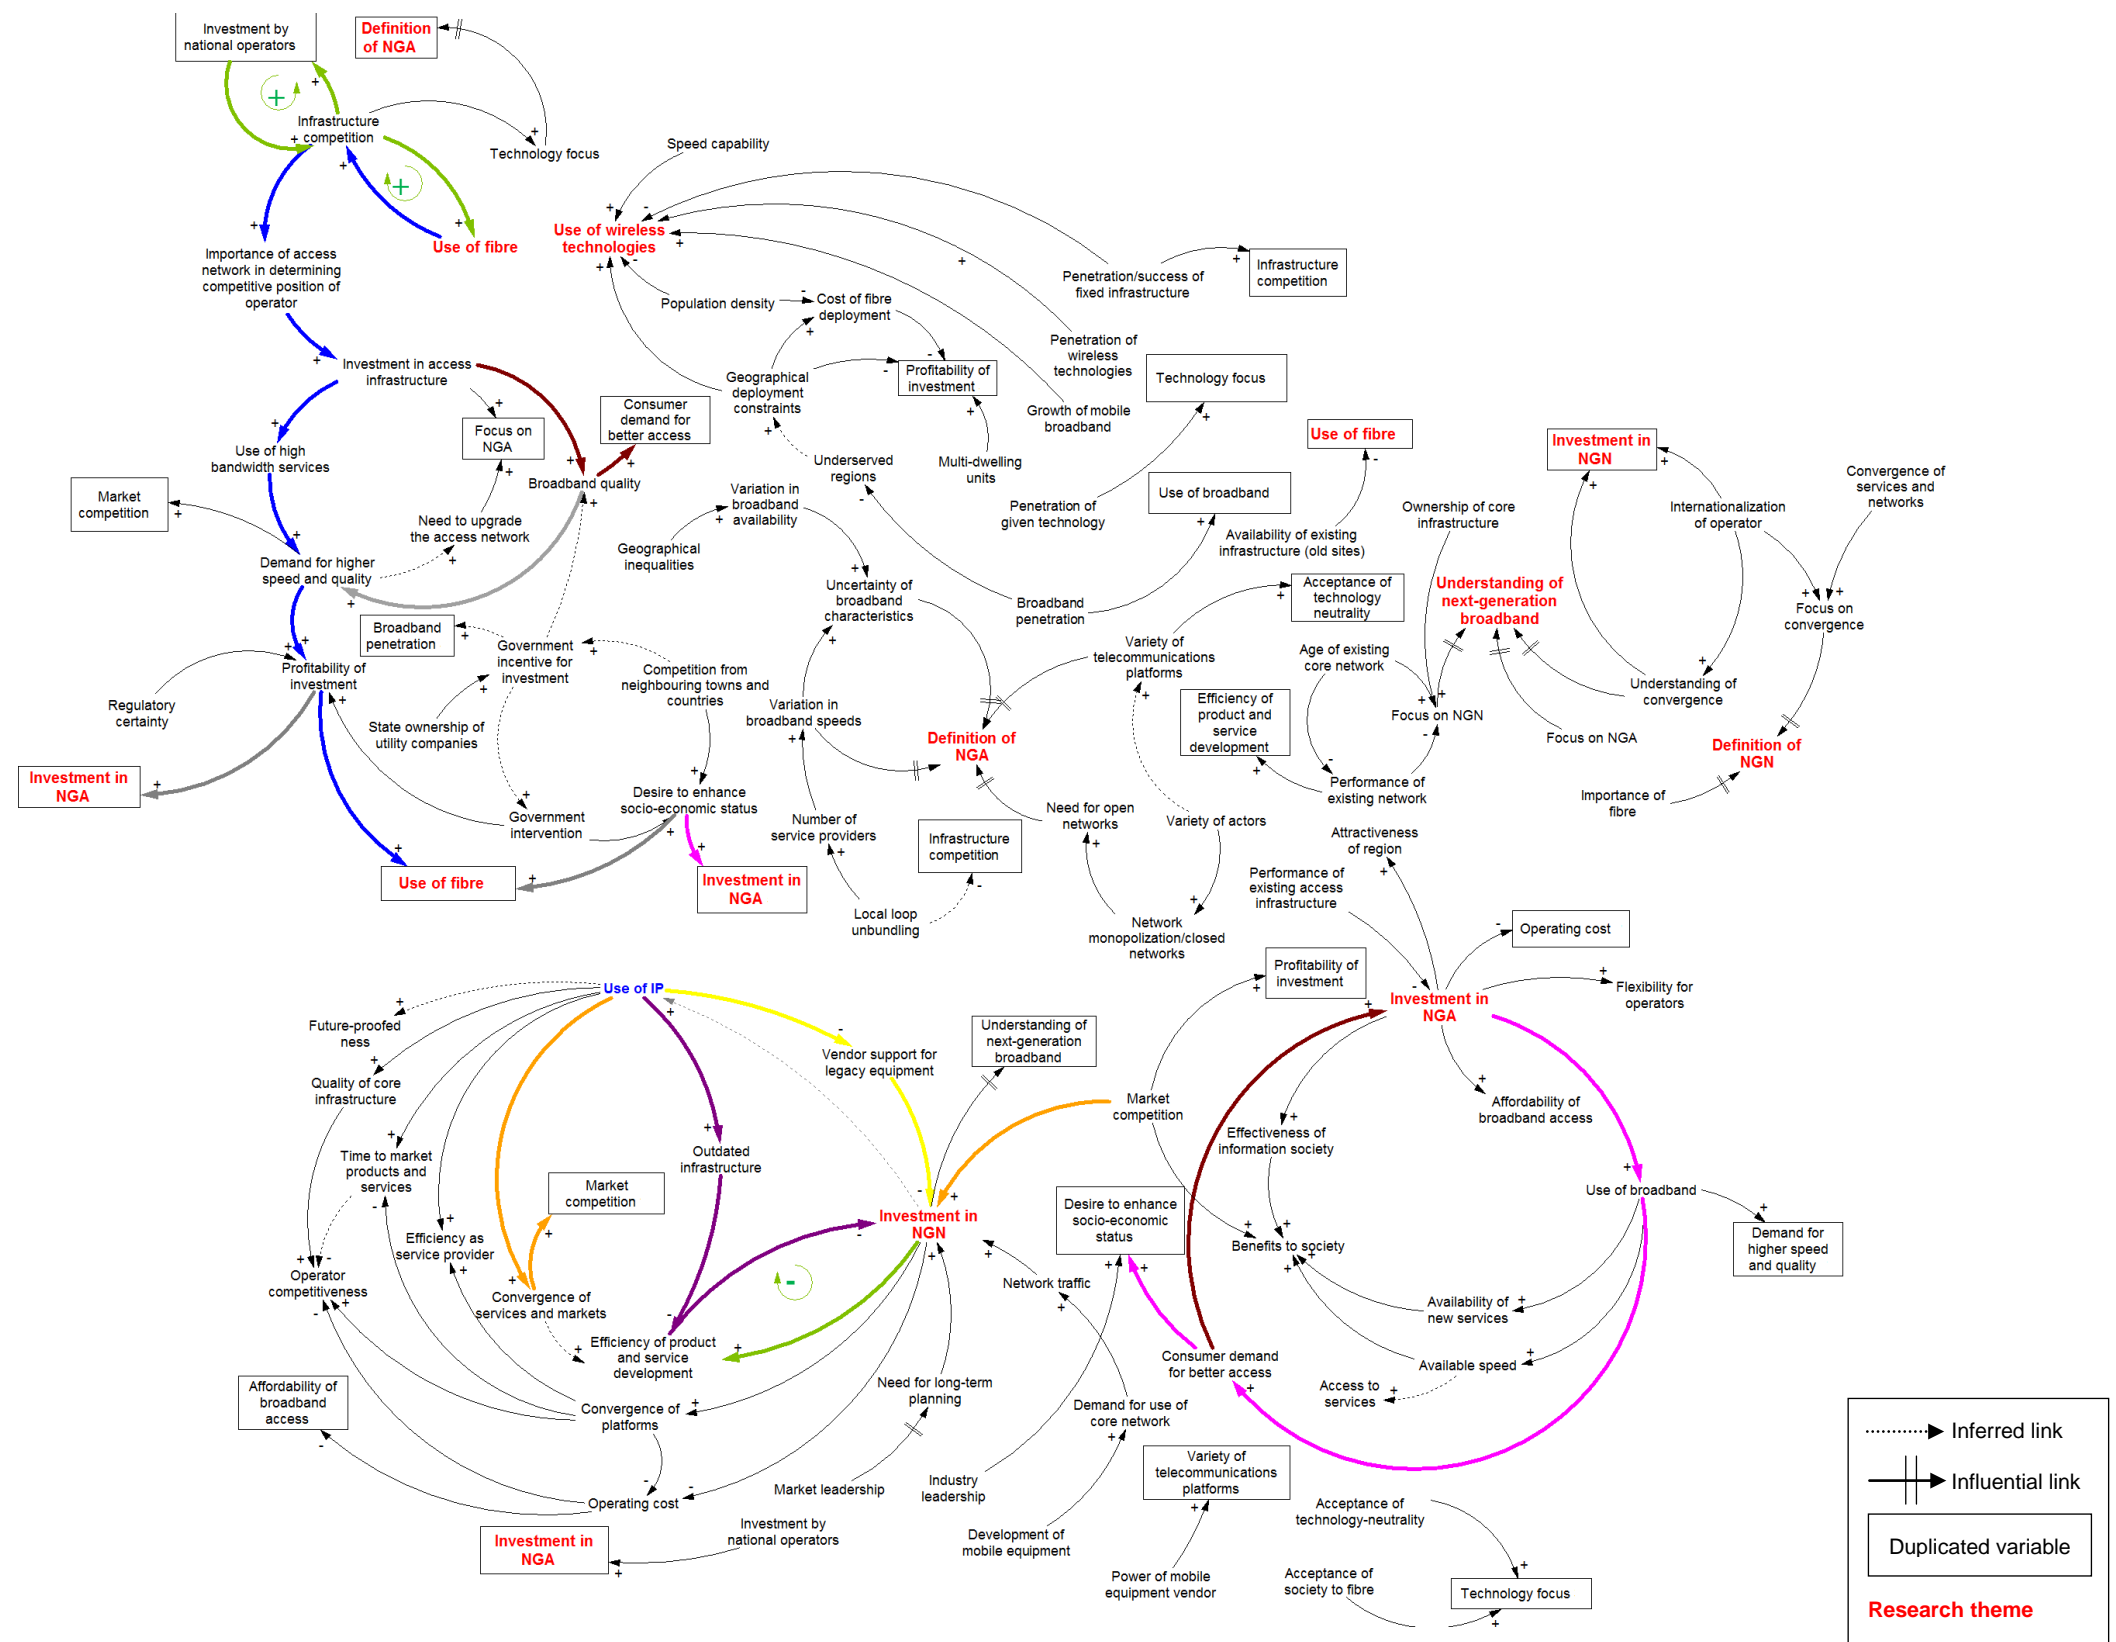 Investment by
national operators
Definition
of NGA
+
+
Infrastructure
competition
+
+
Technology focus
+
+
+
Use of fibre
+
+
Importance of access
network in determining
competitive position of
operator
Speed capability
+
-
Use of wireless
technologies
+
+
-
+
Population density
-
Cost of fibre
deployment
+
Penetration/success of
fixed infrastructure
+
Infrastructure
competition
Penetration of
wireless
technologies
Growth of mobile
broadband
Geographical
deployment
constraints
+
-
-
Profitability of
investment
+
Multi-dwelling
units
Underserved
regions
-
Technology focus
+
Penetration of
given technology
Use of broadband
+
Broadband
penetration
+
Investment in access
infrastructure
+
Focus on
NGA
+
Consumer
demand for
better access
+
+
Broadband quality
+
+
Use of high
bandwidth services
Market
competition
+
+
Need to upgrade
the access network
+
Demand for higher
speed and quality
+
Variation in
broadband
availability
+
Geographical
inequalities
+
Uncertainty of
broadband
characteristics
+
Variation in
broadband speeds
+
Number of
service providers
+
Local loop
unbundling
Infrastructure
competition
-
Definition of
NGA
Need for open
networks
+
Variety of
telecommunications
platforms
+
Variety of actors
+
Network
monopolization/closed
networks
Acceptance of
technology
neutrality
+
Broadband
penetration
+
Government
incentive for
investment
+
+
State ownership of
utility companies
Competition from
neighbouring towns and
countries
+
Desire to enhance
socio-economic status
+
+
+
Profitability of
investment
+
Regulatory
certainty
Investment in
NGA
+
+
Government
intervention
+
Use of fibre
+
+
Investment in
NGA
Use of fibre
-
Availability of existing
infrastructure (old sites)
Ownership of core
infrastructure
Investment in
NGN
+
+
Internationalization
of operator
Convergence of
services and
networks
+ +
Focus on
convergence
+
Understanding of
convergence
Understanding of
next-generation
broadband
Age of existing
core network
+ +
Focus on NGN
-
-
Performance of
existing network
Efficiency of
product and
service
development
+
Focus on NGA
Definition of
NGN
Importance of
fibre
Attractiveness
of region
+
Performance of
existing access
infrastructure
-
Operating cost
+
Flexibility for
operators
-
Investment in
NGA
+
Profitability of
investment
+
+
Affordability of
broadband access
Market
competition
+
Effectiveness of
information society
+
+
Benefits to society
+
+
+
Use of broadband
+
Demand for
higher speed
and quality
Availability of
new services
+
Available speed
+
Access to
services
+
Consumer demand
for better access
+
Desire to enhance
socio-economic
status
+
+
Use of IP
+
+
Future-proofed
ness
+
Quality of core
infrastructure
-
Vendor support for
legacy equipment
Understanding of
next-generation
broadband
+
Time to market
products and
services
-
+
Outdated
infrastructure
Market
competition
+
+
Efficiency as
service provider
+
+ -
Operator
competitiveness
+
-
+
Convergence of
services and markets
+
-
Efficiency of product
and service
development
+
-
-
+
-
Investment in
NGN
+
+
Network traffic
+
Affordability of
broadband
access
-
Convergence of
platforms
+
-
-
Operating cost
Need for long-term
planning
Market leadership
Industry
leadership
Demand for use of
core network
+
Development of
mobile equipment
Variety of
telecommunications
platforms
+
Power of mobile
equipment vendor
Investment in
NGA
+
Investment by
national operators
Acceptance of
technology-neutrality
+
Acceptance of
society to fibre
Technology focus
+
Inferred link
Influential link
Duplicated variable
Research theme